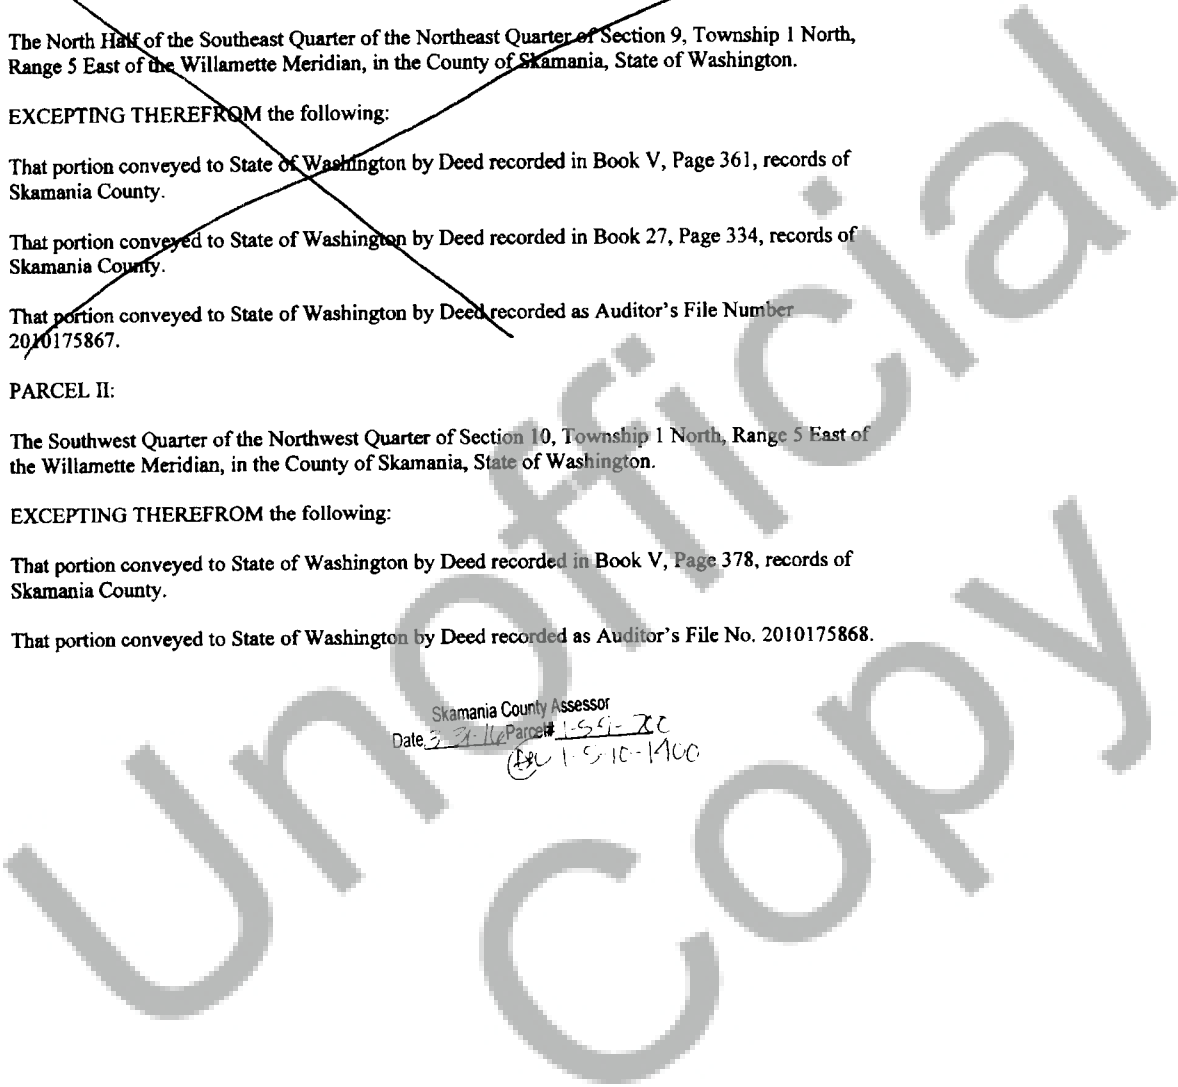 The North Half of the Southeast Quarter of the Northeast Quarter of Section 9, Township 1 North,
Range 5 East of the Willamette Meridian, in the County of Skamania, State of Washington.
EXCEPTING THEREFROM the following:
That portion conveyed to State of Washington by Deed recorded in Book V, Page 361, records of
Skamania County.
That portion conveyed to State of Washington by Deed recorded in Book 27, Page 334, records of
Skamania County.
That portion conveyed to State of Washington by Deed recorded as Auditor's File Number
2010175867.
PARCEL II:
The Southwest Quarter of the Northwest Quarter of Section 10, Township 1 North, Range 5 East of
the Willamette Meridian, in the County of Skamania, State of Washington.
EXCEPTING THEREFROM the following:
That portion conveyed to State of Washington by Deed recorded in Book V, Page 378, records of
Skamania County.
That portion conveyed to State of Washington by Deed recorded as Auditor's File No. 2010175868.
Skamania County Assessor
Date Parcel#
Unofficial
Copy